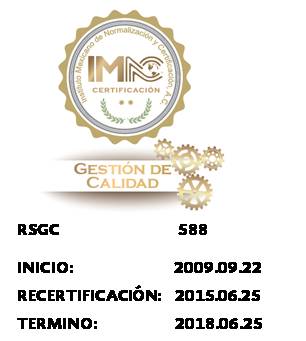 Instituto Mexicano de Normalización y Certificación, A.C.
IMNC
CERTIFICACIÓN
GESTIÓN DE
CALIDAD
RSGC 588
INICIO: 2009.09.22
RECERTIFICACIÓN: 2015.06.25
TERMINO: 2018.06.25